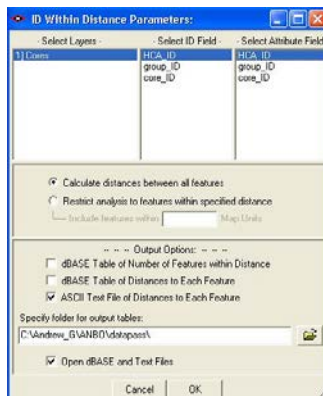 ID Within Distance Parameters:
- Select Layers -
- Select ID Field -
- Select Attribute Field
1] Cores
HCA_ID
group_ID
core_ID
HCA_ID
group_ID
core_ID
Calculate distances between all features
Restrict analysis to features within specified distance
Include features within
Map Units
-- -- -- Output Options: -- -- --
dBASE Table of Number of Features within Distance
dBASE Table of Distances to Each Feature
ASCII Text File of Distances to Each Feature
Specify folder for output tables:
C:\Andrew_G\ANBO\datapass\
Open dBASE and Text Files
Cancel
OK